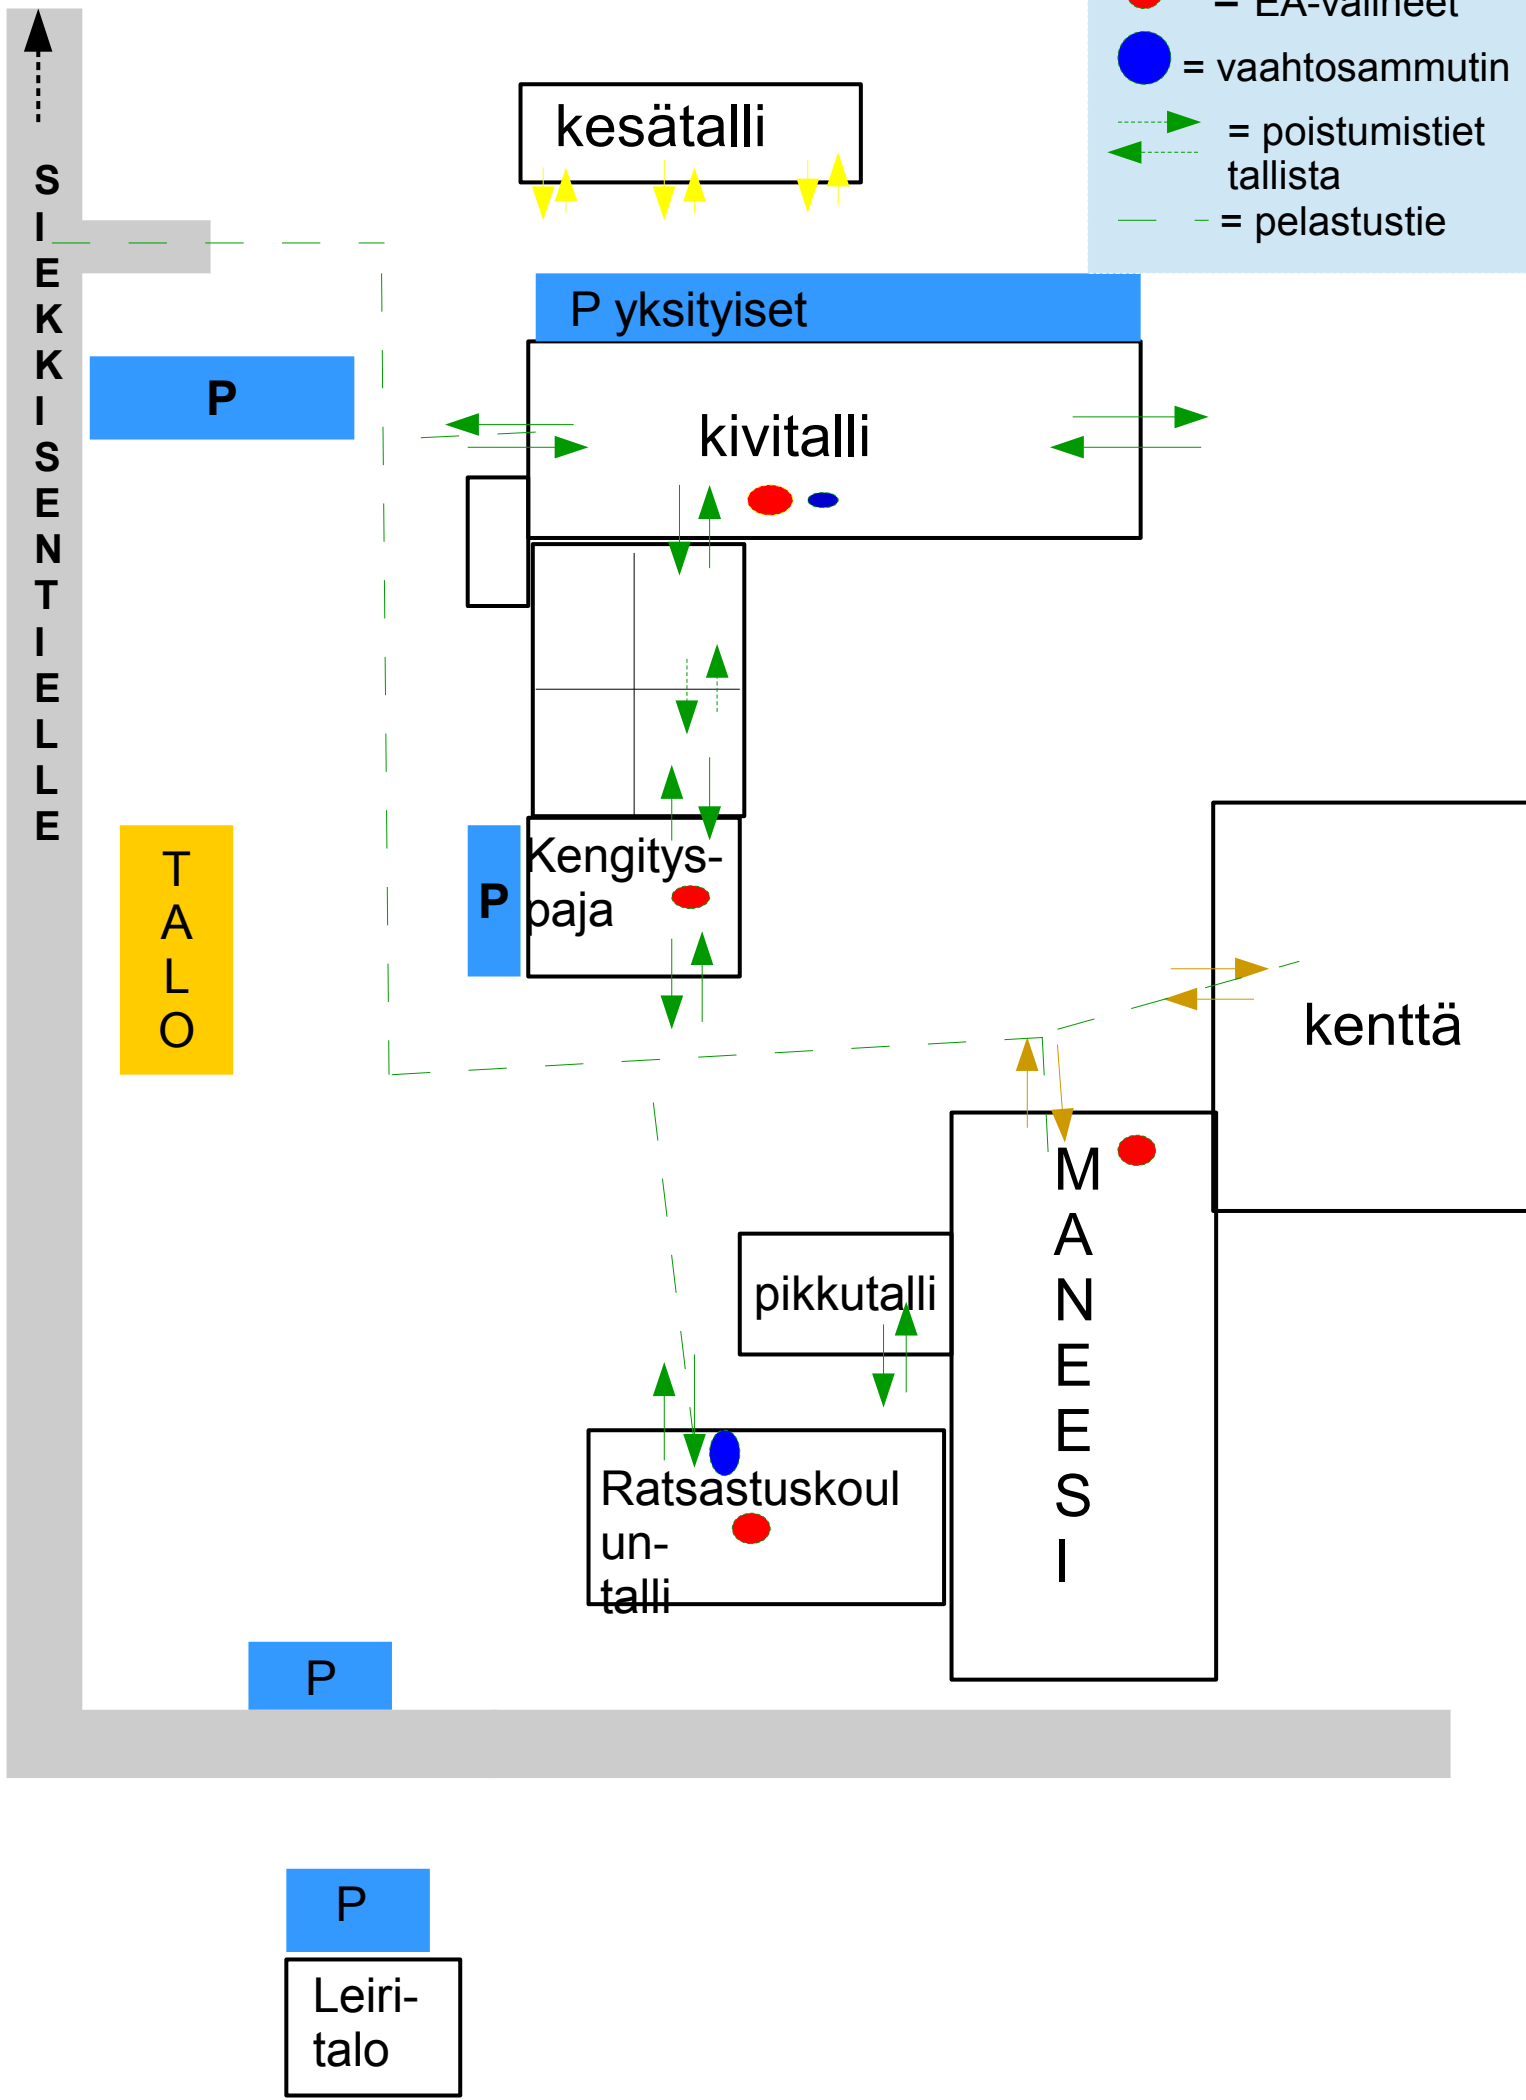 = EA-välineet
= vaahtosammutin
= poistumistiet
tallista
= pelastustie
kesätalli
SIEKKISENTIELLE
P yksityiset
P
kivitalli
TALO
P
Kengitys-
paja
kenttä
MANEESI
pikkutalli
Ratsastuskoul
un-
talli
P
P
Leiri-
talo